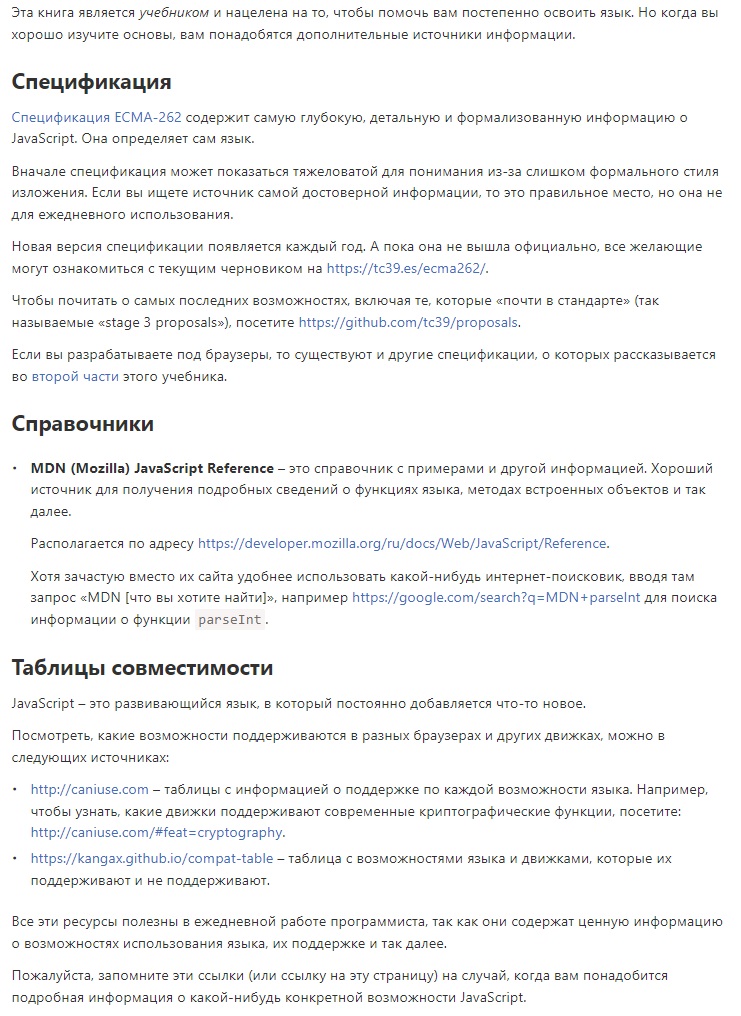 Эта книга является учебником и нацелена на то, чтобы помочь вам постепенно освоить язык. Но когда вы
хорошо изучите основы, вам понадобятся дополнительные источники информации.
Спецификация
Спецификация ECMA-262 содержит самую глубокую, детальную и формализованную информацию о
JavaScript. Она определяет сам язык.
Вначале спецификация может показаться тяжеловатой для понимания из-за слишком формального стиля
изложения. Если вы ищете источник самой достоверной информации, то это правильное место, но она не
для ежедневного использования.
Новая версия спецификации появляется каждый год. А пока она не вышла официально, все желающие
могут ознакомиться с текущим черновиком на https://tc39.es/ecma262/.
Чтобы почитать о самых последних возможностях, включая те, которые «почти в стандарте» (так
называемые «stage 3 proposals»), посетите https://github.com/tc39/proposals.
Если вы разрабатываете под браузеры, то существуют и другие спецификации, о которых рассказывается
во второй части этого учебника.
Справочники
• MDN (Mozilla) JavaScript Reference – это справочник с примерами и другой информацией. Хороший
источник для получения подробных сведений о функциях языка, методах встроенных объектов и так
далее.
Располагается по адресу https://developer.mozilla.org/ru/docs/Web/JavaScript/Reference.
Хотя зачастую вместо их сайта удобнее использовать какой-нибудь интернет-поисковик, вводя там
запрос «MDN [что вы хотите найти]», например https://google.com/search?q=MDN+parseInt для поиска
информации о функции parseInt.
Таблицы совместимости
JavaScript – это развивающийся язык, в который постоянно добавляется что-то новое.
Посмотреть, какие возможности поддерживаются в разных браузерах и других движках, можно в
следующих источниках:
• http://caniuse.com – таблицы с информацией о поддержке по каждой возможности языка. Например,
чтобы узнать, какие движки поддерживают современные криптографические функции, посетите:
http://caniuse.com/#feat=cryptography.
• https://kangax.github.io/compat-table – таблица с возможностями языка и движками, которые их
поддерживают и не поддерживают.
Все эти ресурсы полезны в ежедневной работе программиста, так как они содержат ценную информацию
о возможностях использования языка, их поддержке и так далее.
Пожалуйста, запомните эти ссылки (или ссылку на эту страницу) на случай, когда вам понадобится
подробная информация о какой-нибудь конкретной возможности JavaScript.